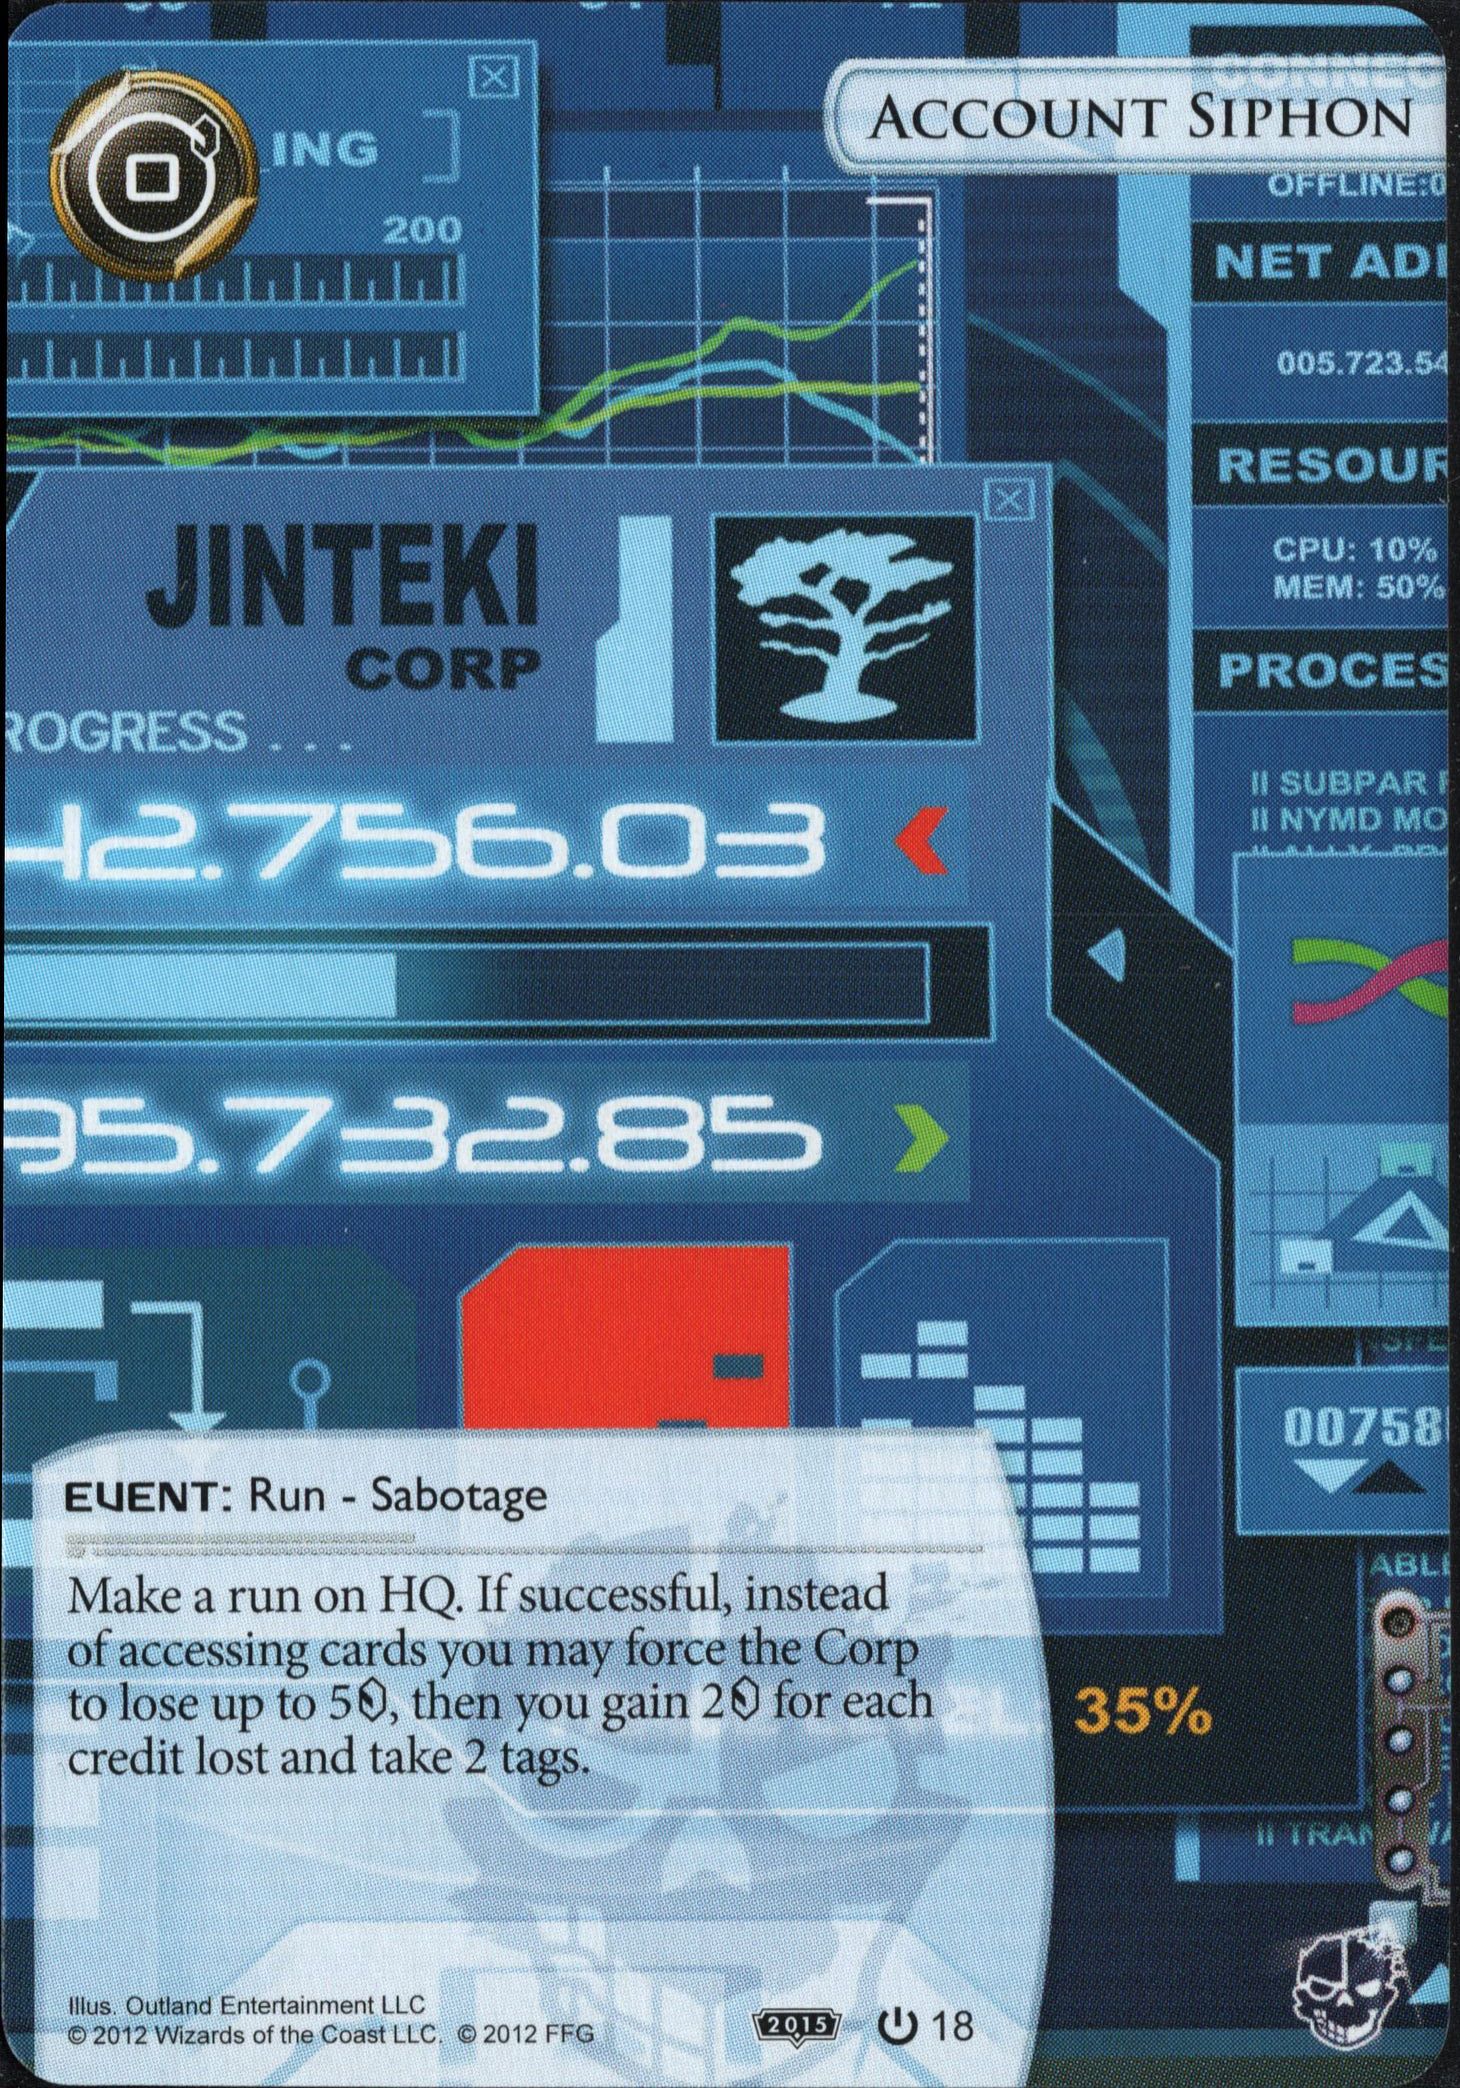 CONNEC
ACCOUNT SIPHON
ING
200
OFFLINE:0
NET AD
005.723.54
RESOUR
CPU: 10%
MEM: 50%
JINTEKI
CORP
PROCES
ROGRESS . . .
II SUBPAR
II NYMD MO
42.756.03
95.732.85
00758
EVENT: Run - Sabotage
ABL
Make a run on HQ. If successful, instead
of accessing cards you may force the Corp
to lose up to 5, then you gain 2 for each
credit lost and take 2 tags.
35%
II TRAN
Illus. Outland Entertainment LLC
© 2012 Wizards of the Coast LLC. © 2012 FFG
2015
18